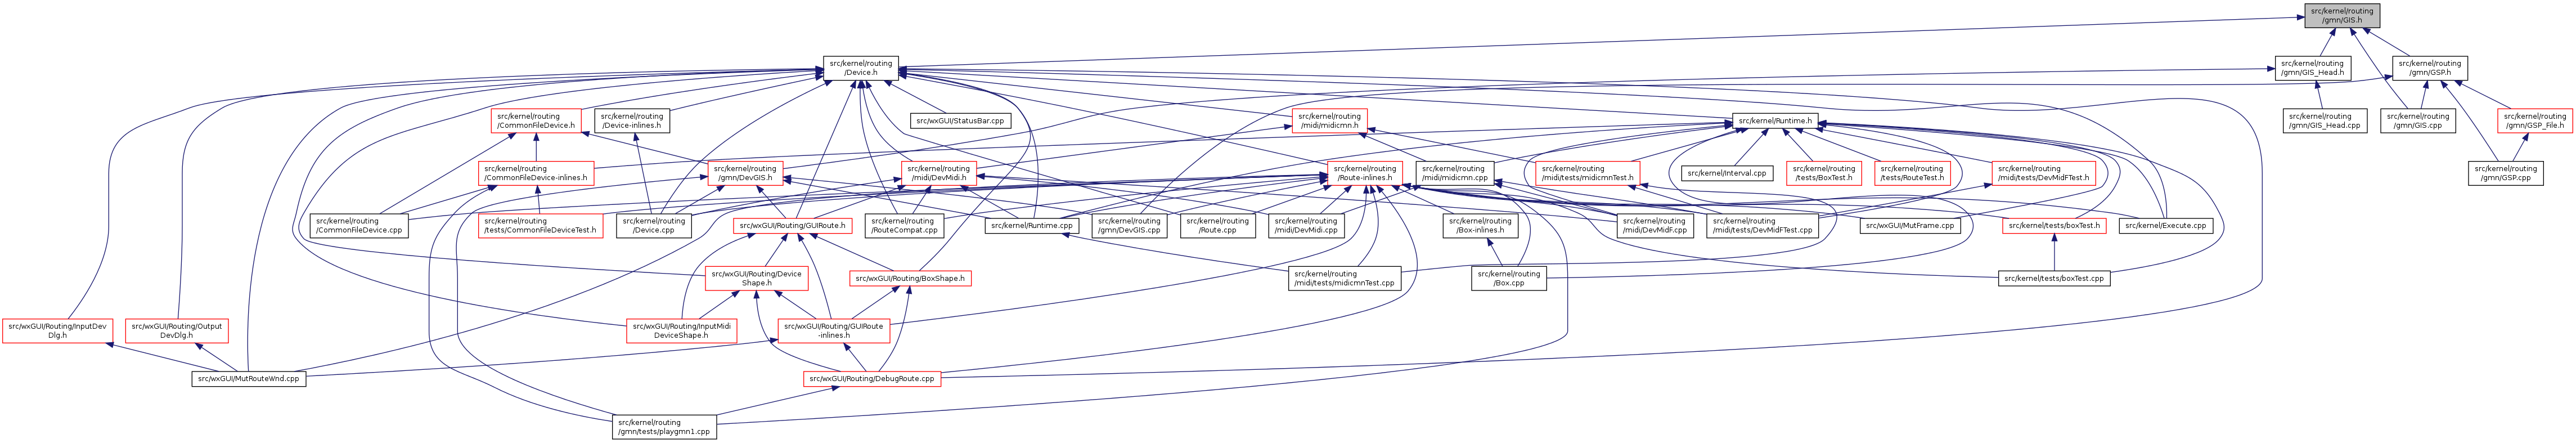 src/kernel/routing
/gmn/GIS.h
src/kernel/routing
/Device.h
src/kernel/routing
/gmn/GIS_Head.h
src/kernel/routing
/gmn/GSP.h
src/kernel/routing
/CommonFileDevice.h
src/kernel/routing
/Device-inlines.h
src/wxGUI/StatusBar.cpp
src/kernel/routing
/midi/midicmn.h
src/kernel/Runtime.h
src/kernel/routing
/gmn/GIS_Head.cpp
src/kernel/routing
/gmn/GIS.cpp
src/kernel/routing
/gmn/GSP_File.h
src/kernel/routing
/CommonFileDevice-inlines.h
src/kernel/routing
/gmn/DevGIS.h
src/kernel/routing
/midi/DevMidi.h
src/kernel/routing
/Route-inlines.h
src/kernel/routing
/midi/midicmn.cpp
src/kernel/routing
/midi/tests/midicmnTest.h
src/kernel/Interval.cpp
src/kernel/routing
/tests/BoxTest.h
src/kernel/routing
/tests/RouteTest.h
src/kernel/routing
/midi/tests/DevMidFTest.h
src/kernel/routing
/gmn/GSP.cpp
src/kernel/routing
/CommonFileDevice.cpp
src/kernel/routing
/tests/CommonFileDeviceTest.h
src/kernel/routing
/Device.cpp
src/wxGUI/Routing/GUIRoute.h
src/kernel/routing
/RouteCompat.cpp
src/kernel/Runtime.cpp
src/kernel/routing
/gmn/DevGIS.cpp
src/kernel/routing
/Route.cpp
src/kernel/routing
/midi/DevMidi.cpp
src/kernel/routing
/Box-inlines.h
src/kernel/routing
/midi/DevMidF.cpp
src/kernel/routing
/midi/tests/DevMidFTest.cpp
src/wxGUI/MutFrame.cpp
src/kernel/tests/boxTest.h
src/kernel/Execute.cpp
src/wxGUI/Routing/Device
Shape.h
src/wxGUI/Routing/BoxShape.h
src/kernel/routing
/midi/tests/midicmnTest.cpp
src/kernel/routing
/Box.cpp
src/kernel/tests/boxTest.cpp
src/wxGUI/Routing/InputDev
Dlg.h
src/wxGUI/Routing/Output
DevDlg.h
src/wxGUI/Routing/InputMidi
DeviceShape.h
src/wxGUI/Routing/GUIRoute
-inlines.h
src/wxGUI/MutRouteWnd.cpp
src/wxGUI/Routing/DebugRoute.cpp
src/kernel/routing
/gmn/tests/playgmn1.cpp